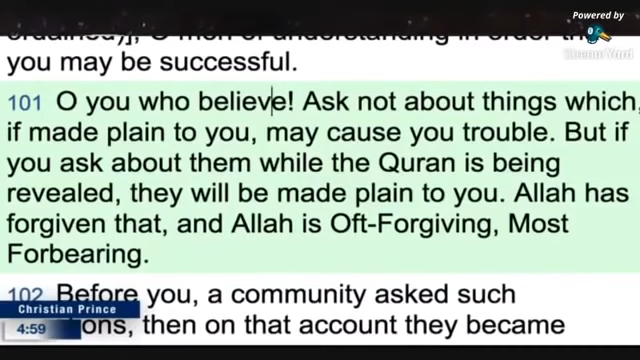 Powered by
StreamYard
you may be successful.
101 O you who believe! Ask not about things which,
if made plain to you, may cause you trouble. But if
you ask about them while the Quran is being
revealed, they will be made plain to you. Allah has
forgiven that, and Allah is Oft-Forgiving, Most
Forbearing.
102 Before you, a community asked such
Christian Prince
4:59
ons, then on that account they became